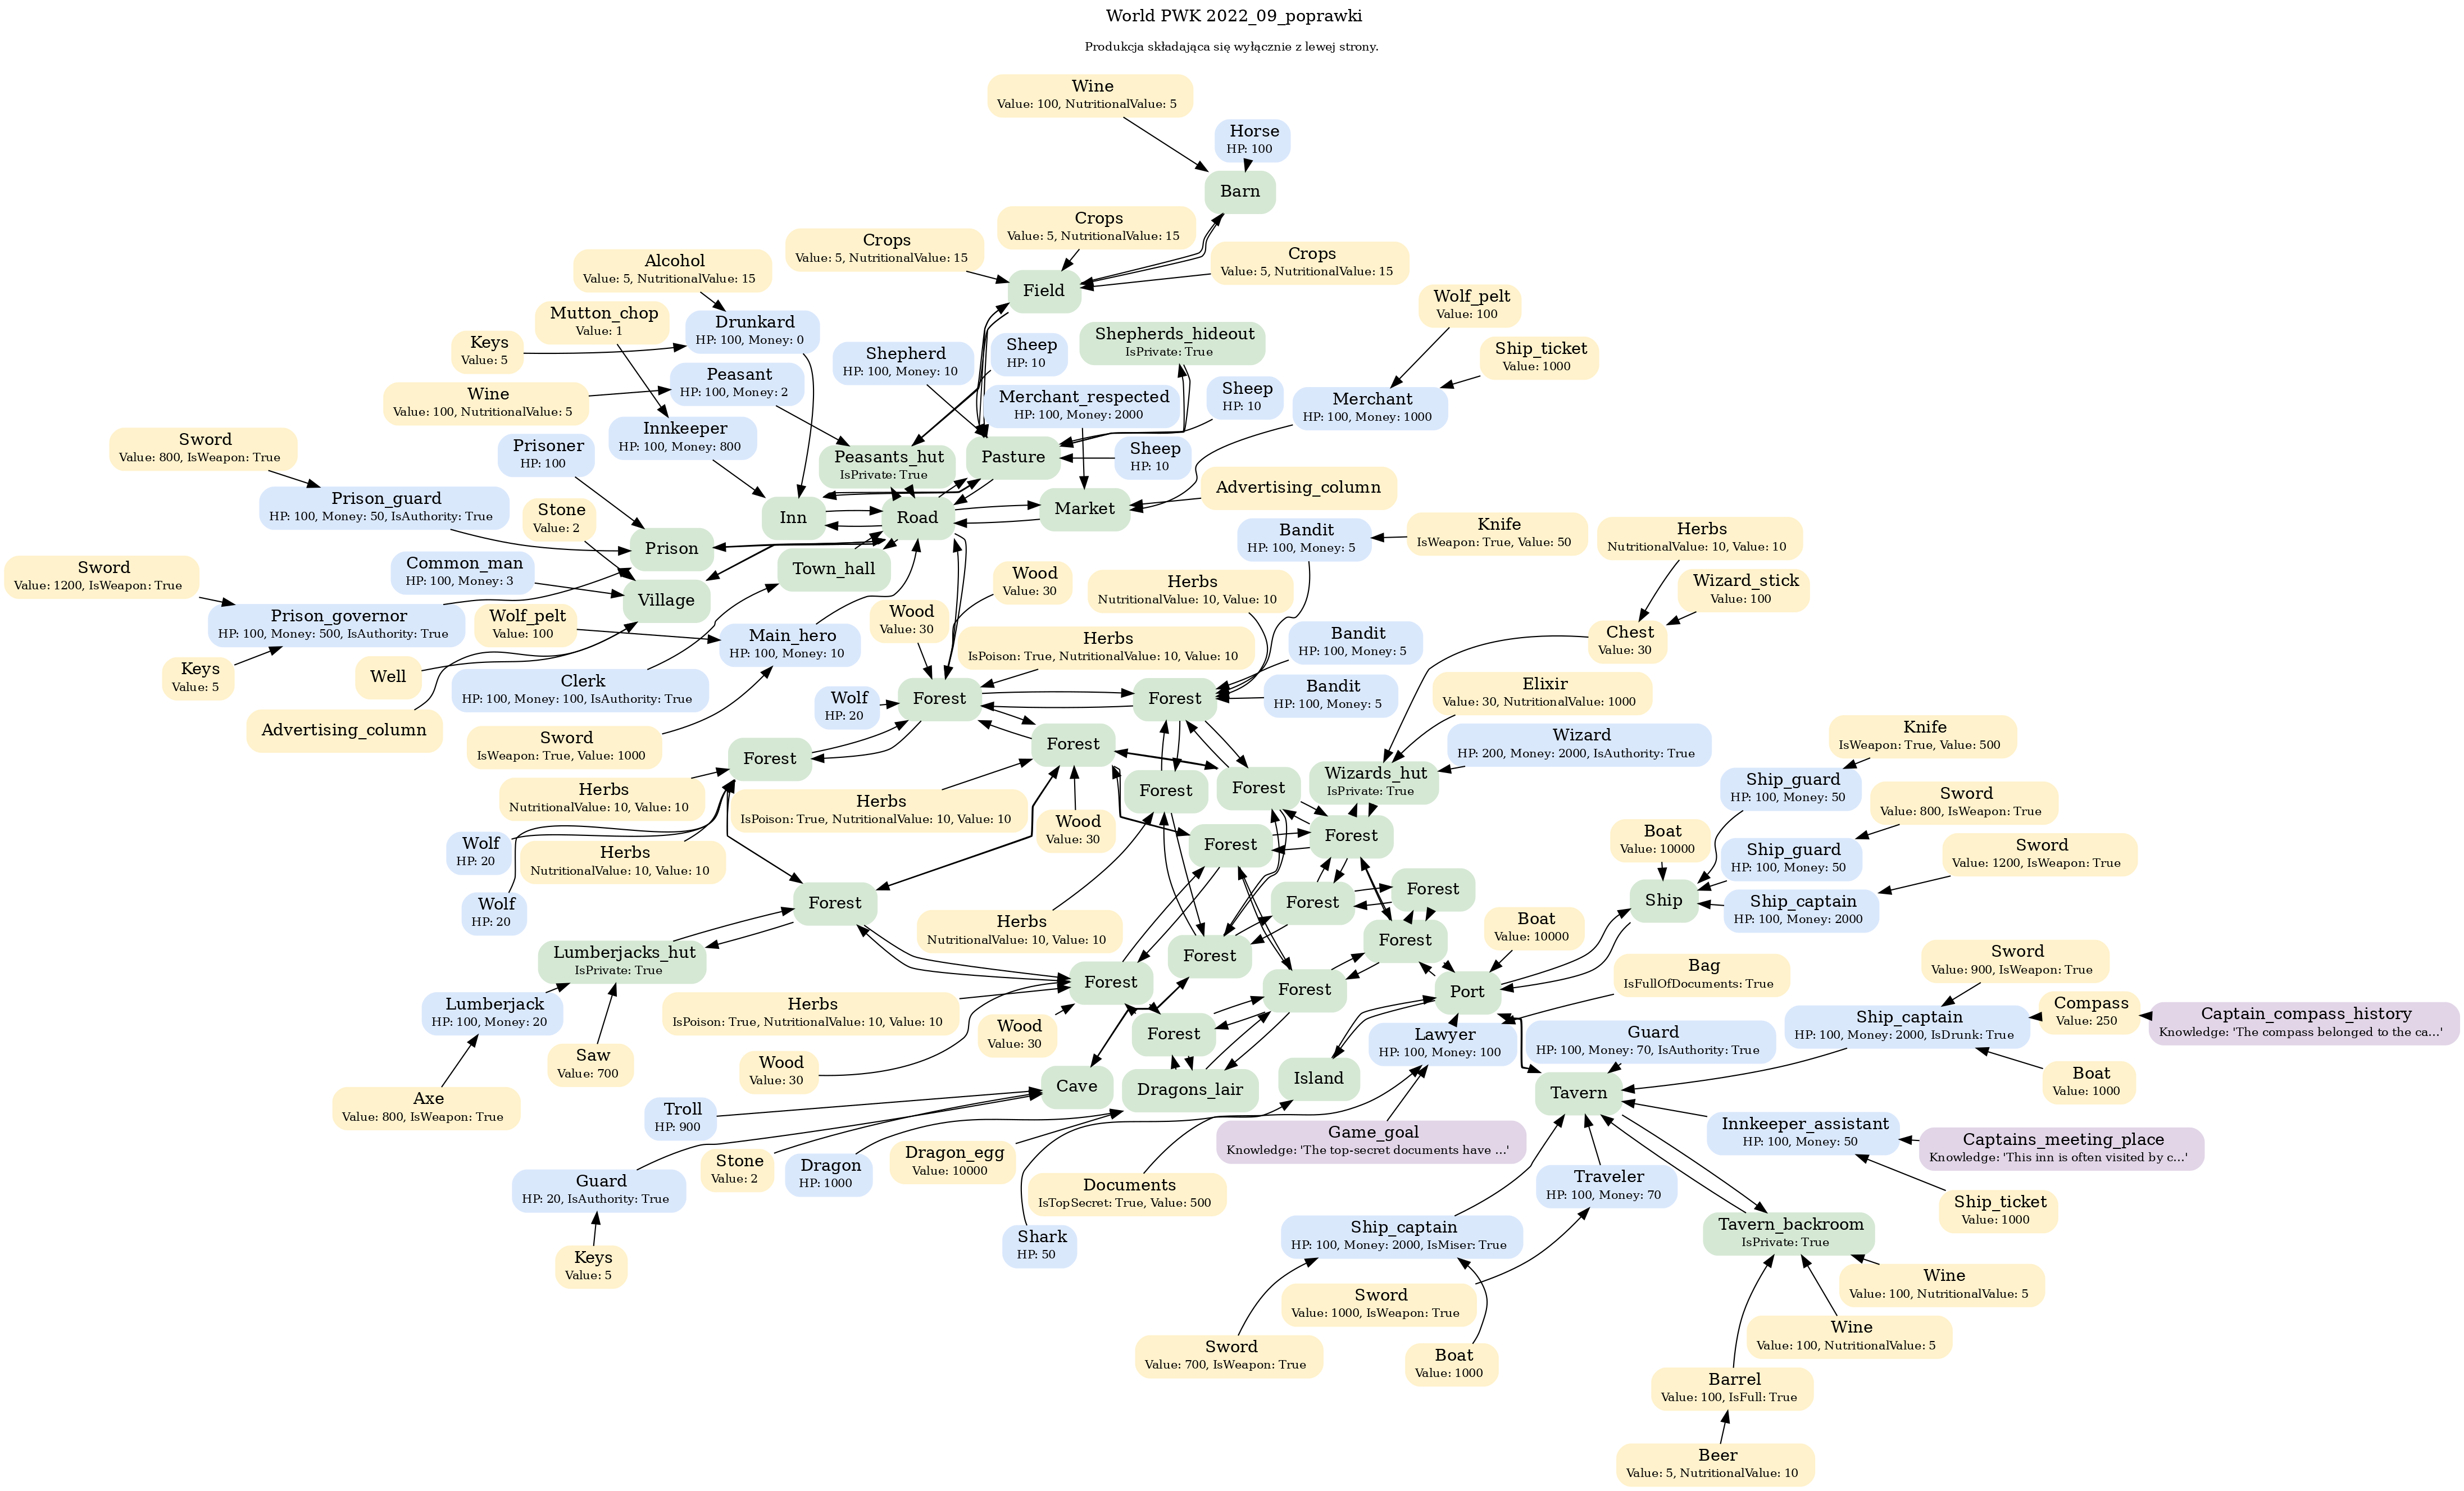 World PWK 2022_09_poprawki
Produkcja składająca się wyłącznie z lewej strony.
Wine
Value: 100, NutritionalValue: 5
Horse
HP: 100
Barn
Crops
Value: 5, NutritionalValue: 15
Crops
Value: 5, NutritionalValue: 15
Crops
Value: 5, NutritionalValue: 15
Alcohol
Value: 5, NutritionalValue: 15
Field
Wolf_pelt
Value: 100
Mutton_chop
Value: 1
Drunkard
HP: 100, Money: 0
Keys
Value: 5
Shepherd
HP: 100, Money: 10
Sheep
HP: 10
Shepherds_hideout
IsPrivate: True
Ship_ticket
Value: 1000
Peasant
HP: 100, Money: 2
Wine
Value: 100, NutritionalValue: 5
Merchant_respected
HP: 100, Money: 2000
Sheep
HP: 10
Merchant
HP: 100, Money: 1000
Sword
Value: 800, IsWeapon: True
Prisoner
HP: 100
Innkeeper
HP: 100, Money: 800
Peasants_hut
IsPrivate: True
Pasture
Sheep
HP: 10
Prison_guard
HP: 100, Money: 50, IsAuthority: True
Stone
Value: 2
Inn
Road
Market
Advertising_column
Bandit
HP: 100, Money: 5
Knife
IsWeapon: True, Value: 50
Herbs
NutritionalValue: 10, Value: 10
Prison
Sword
Value: 1200, IsWeapon: True
Common_man
HP: 100, Money: 3
Town_hall
Wood
Value: 30
Herbs
NutritionalValue: 10, Value: 10
Wizard_stick
Value: 100
Village
Prison_governor
HP: 100, Money: 500, IsAuthority: True
Wolf_pelt
Value: 100
Main_hero
HP: 100, Money: 10
Wood
Value: 30
Herbs
IsPoison: True, NutritionalValue: 10, Value: 10
Bandit
HP: 100, Money: 5
Chest
Value: 30
Keys
Value: 5
Well
Clerk
HP: 100, Money: 100, IsAuthority: True
Wolf
HP: 20
Forest
Forest
Bandit
HP: 100, Money: 5
Elixir
Value: 30, NutritionalValue: 1000
Advertising_column
Sword
IsWeapon: True, Value: 1000
Forest
Forest
Wizard
HP: 200, Money: 2000, IsAuthority: True
Knife
IsWeapon: True, Value: 500
Herbs
NutritionalValue: 10, Value: 10
Herbs
IsPoison: True, NutritionalValue: 10, Value: 10
Forest
Forest
Wizards_hut
IsPrivate: True
Ship_guard
HP: 100, Money: 50
Sword
Value: 800, IsWeapon: True
Wolf
HP: 20
Herbs
NutritionalValue: 10, Value: 10
Wood
Value: 30
Forest
Forest
Boat
Value: 10000
Ship_guard
HP: 100, Money: 50
Sword
Value: 1200, IsWeapon: True
Wolf
HP: 20
Forest
Herbs
NutritionalValue: 10, Value: 10
Forest
Forest
Ship
Ship_captain
HP: 100, Money: 2000
Boat
Value: 10000
Lumberjacks_hut
IsPrivate: True
Forest
Forest
Sword
Value: 900, IsWeapon: True
Bag
IsFullOfDocuments: True
Lumberjack
HP: 100, Money: 20
Herbs
IsPoison: True, NutritionalValue: 10, Value: 10
Forest
Forest
Port
Compass
Value: 250
Captain_compass_history
Knowledge: 'The compass belonged to the ca...'
Saw
Value: 700
Wood
Value: 30
Forest
Lawyer
HP: 100, Money: 100
Guard
HP: 100, Money: 70, IsAuthority: True
Ship_captain
HP: 100, Money: 2000, IsDrunk: True
Wood
Value: 30
Cave
Dragons_lair
Island
Tavern
Boat
Value: 1000
Axe
Value: 800, IsWeapon: True
Troll
HP: 900
Innkeeper_assistant
HP: 100, Money: 50
Captains_meeting_place
Knowledge: 'This inn is often visited by c...'
Stone
Value: 2
Dragon
HP: 1000
Dragon_egg
Value: 10000
Game_goal
Knowledge: 'The top-secret documents have ...'
Guard
HP: 20, IsAuthority: True
Documents
IsTopSecret: True, Value: 500
Traveler
HP: 100, Money: 70
Ship_ticket
Value: 1000
Keys
Value: 5
Shark
HP: 50
Ship_captain
HP: 100, Money: 2000, IsMiser: True
Tavern_backroom
IsPrivate: True
Sword
Value: 1000, IsWeapon: True
Wine
Value: 100, NutritionalValue: 5
Sword
Value: 700, IsWeapon: True
Boat
Value: 1000
Wine
Value: 100, NutritionalValue: 5
Barrel
Value: 100, IsFull: True
Beer
Value: 5, NutritionalValue: 10